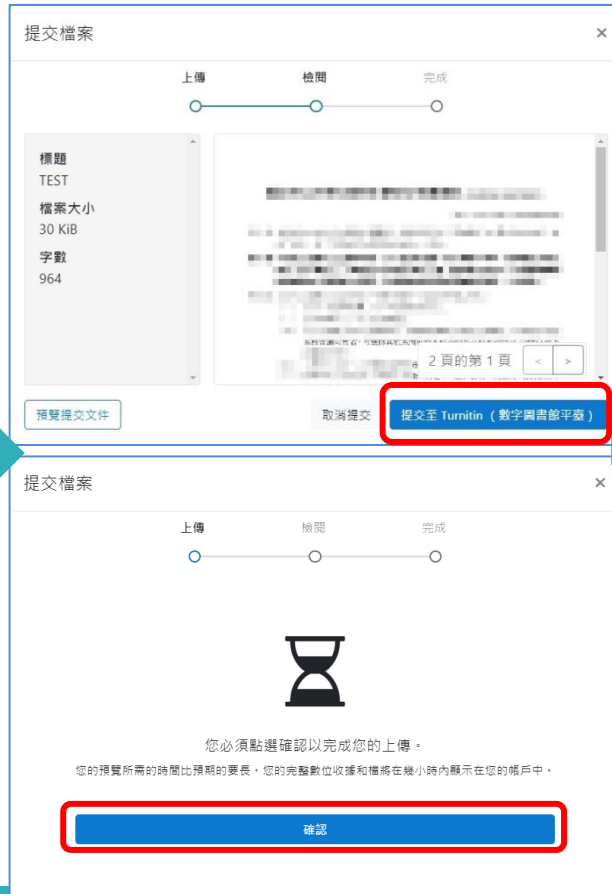 提交檔案 ×
上傳 檢閱 完成
標題
TEST
檔案大小
30 KiB
字數
964
2 頁的第 1 頁 < >
預覽提交文件 取消提交 提交至 Turnitin （數字圖書館平臺）
提交檔案 ×
上傳 檢閱 完成
您必須點選確認以完成您的上傳。
您的預覽所需的時間比預期的要長。您的完整數位收據和檔將在幾小時內顯示在您的帳戶中。
確認